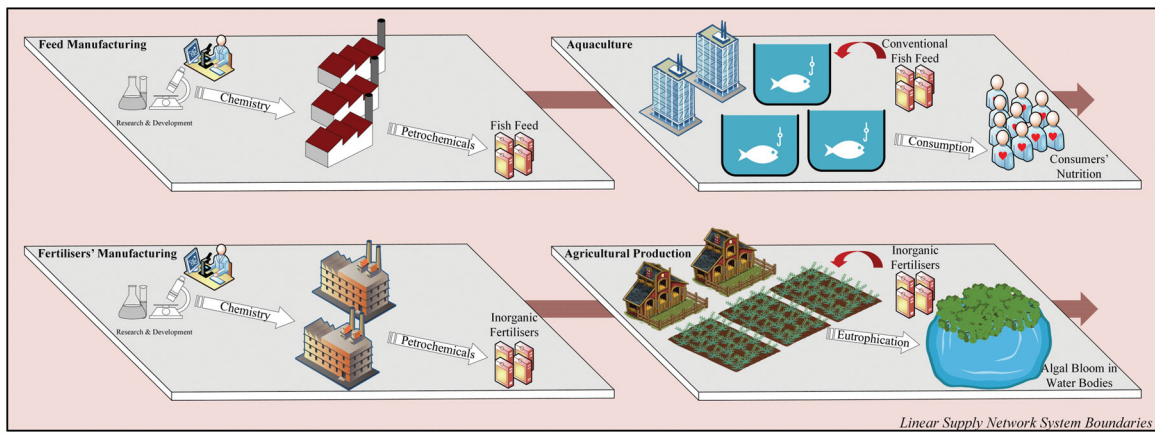 Feed Manufacturing
Research & Development
Chemistry
Petrochemicals
Fish Feed
Aquaculture
Conventional
Fish Feed
Consumption
Consumers'
Nutrition
Fertilisers' Manufacturing
Research & Development
Chemistry
Petrochemicals
Inorganic
Fertilisers
Agricultural Production
Inorganic
Fertilisers
Eutrophication
Algal Bloom in
Water Bodies
Linear Supply Network System Boundaries